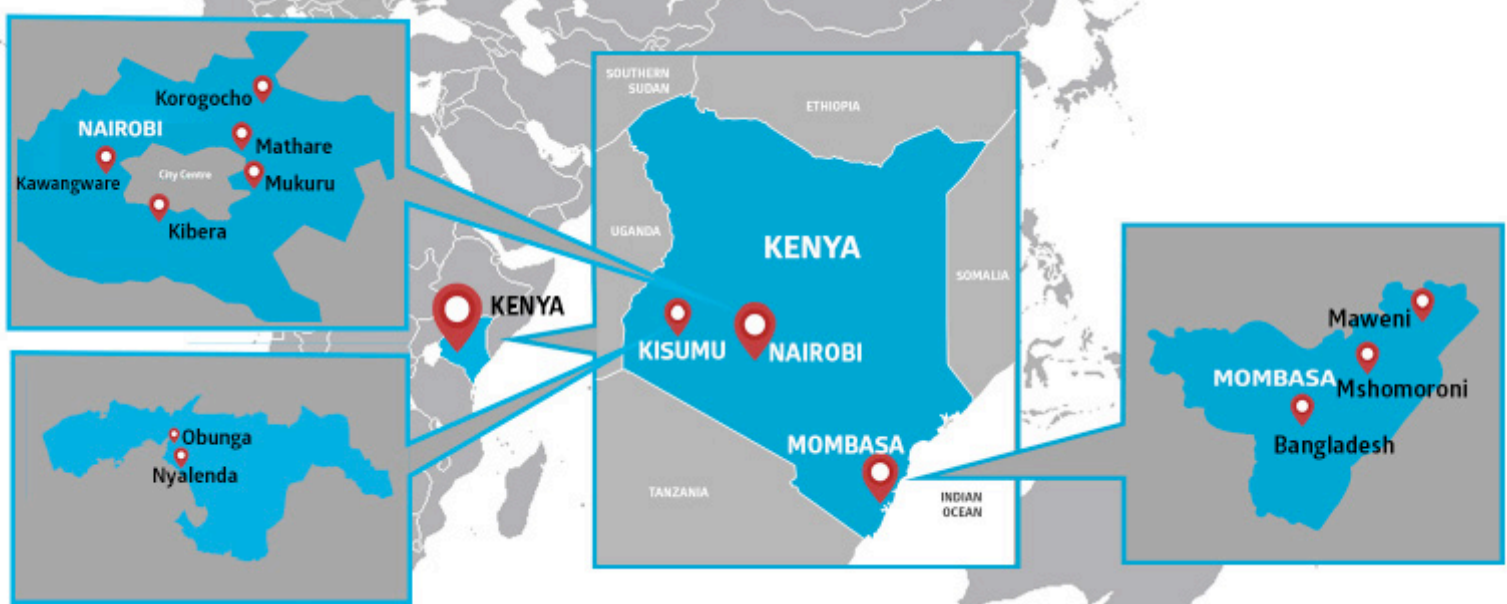 Korogocho
NAIROBI
Mathare
City Centre
Kawangware
Mukuru
Kibera
Obunga
Nyalenda
KENYA
SOUTHERN
SUDAN
ETHIOPIA
UGANDA
KENYA
SOMALIA
KISUMU
NAIROBI
MOMBASA
TANZANIA
INDIAN
OCEAN
Maweni
MOMBASA
Mshomoroni
Bangladesh